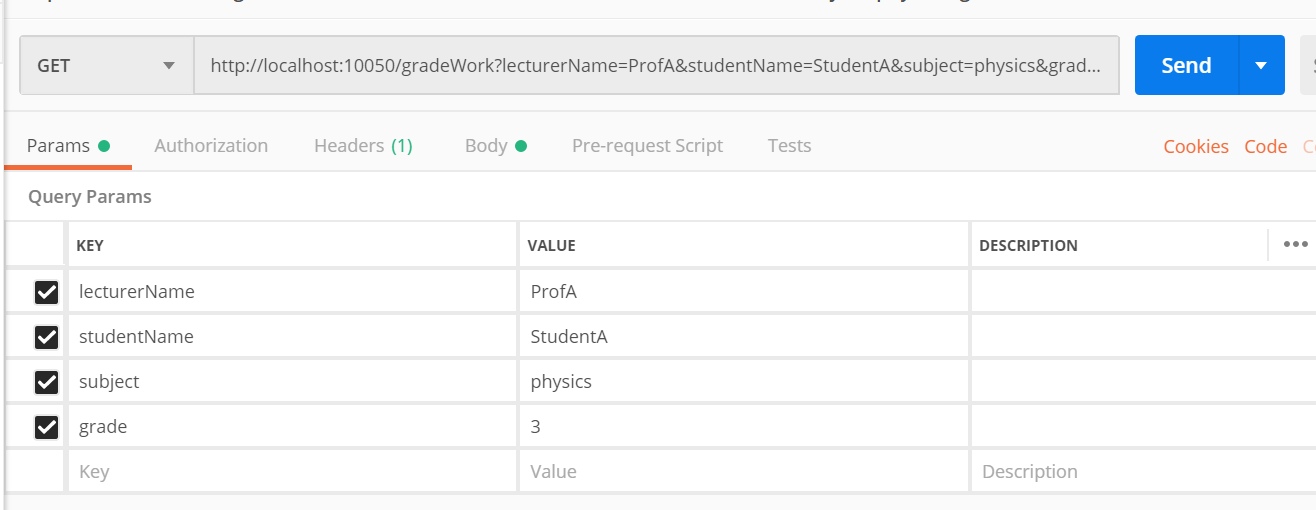 GET http://localhost:10050/gradeWork?lecturerName=ProfA&studentName=StudentA&subject=physics&grad... Send
Params Authorization Headers (1) Body Pre-request Script Tests Cookies Code
Query Params
KEY VALUE DESCRIPTION
lecturerName ProfA
studentName StudentA
subject physics
grade 3
Key Value Description